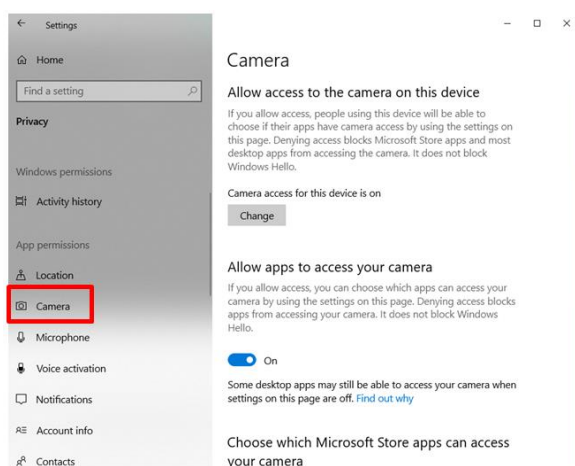 Settings
Home
Find a setting
Privacy
Windows permissions
Activity history
App permissions
Location
Camera
Microphone
Voice activation
Notifications
Account info
Contacts
Camera
Allow access to the camera on this device
If you allow access, people using this device will be able to
choose if their apps have camera access by using the settings on
this page. Denying access blocks Microsoft Store apps and most
desktop apps from accessing the camera. It does not block
Windows Hello.
Camera access for this device is on
Change
Allow apps to access your camera
If you allow access, you can choose which apps can access your
camera by using the settings on this page. Denying access blocks
apps from accessing your camera. It does not block Windows
Hello.
On
Some desktop apps may still be able to access your camera when
settings on this page are off. Find out why
Choose which Microsoft Store apps can access
your camera